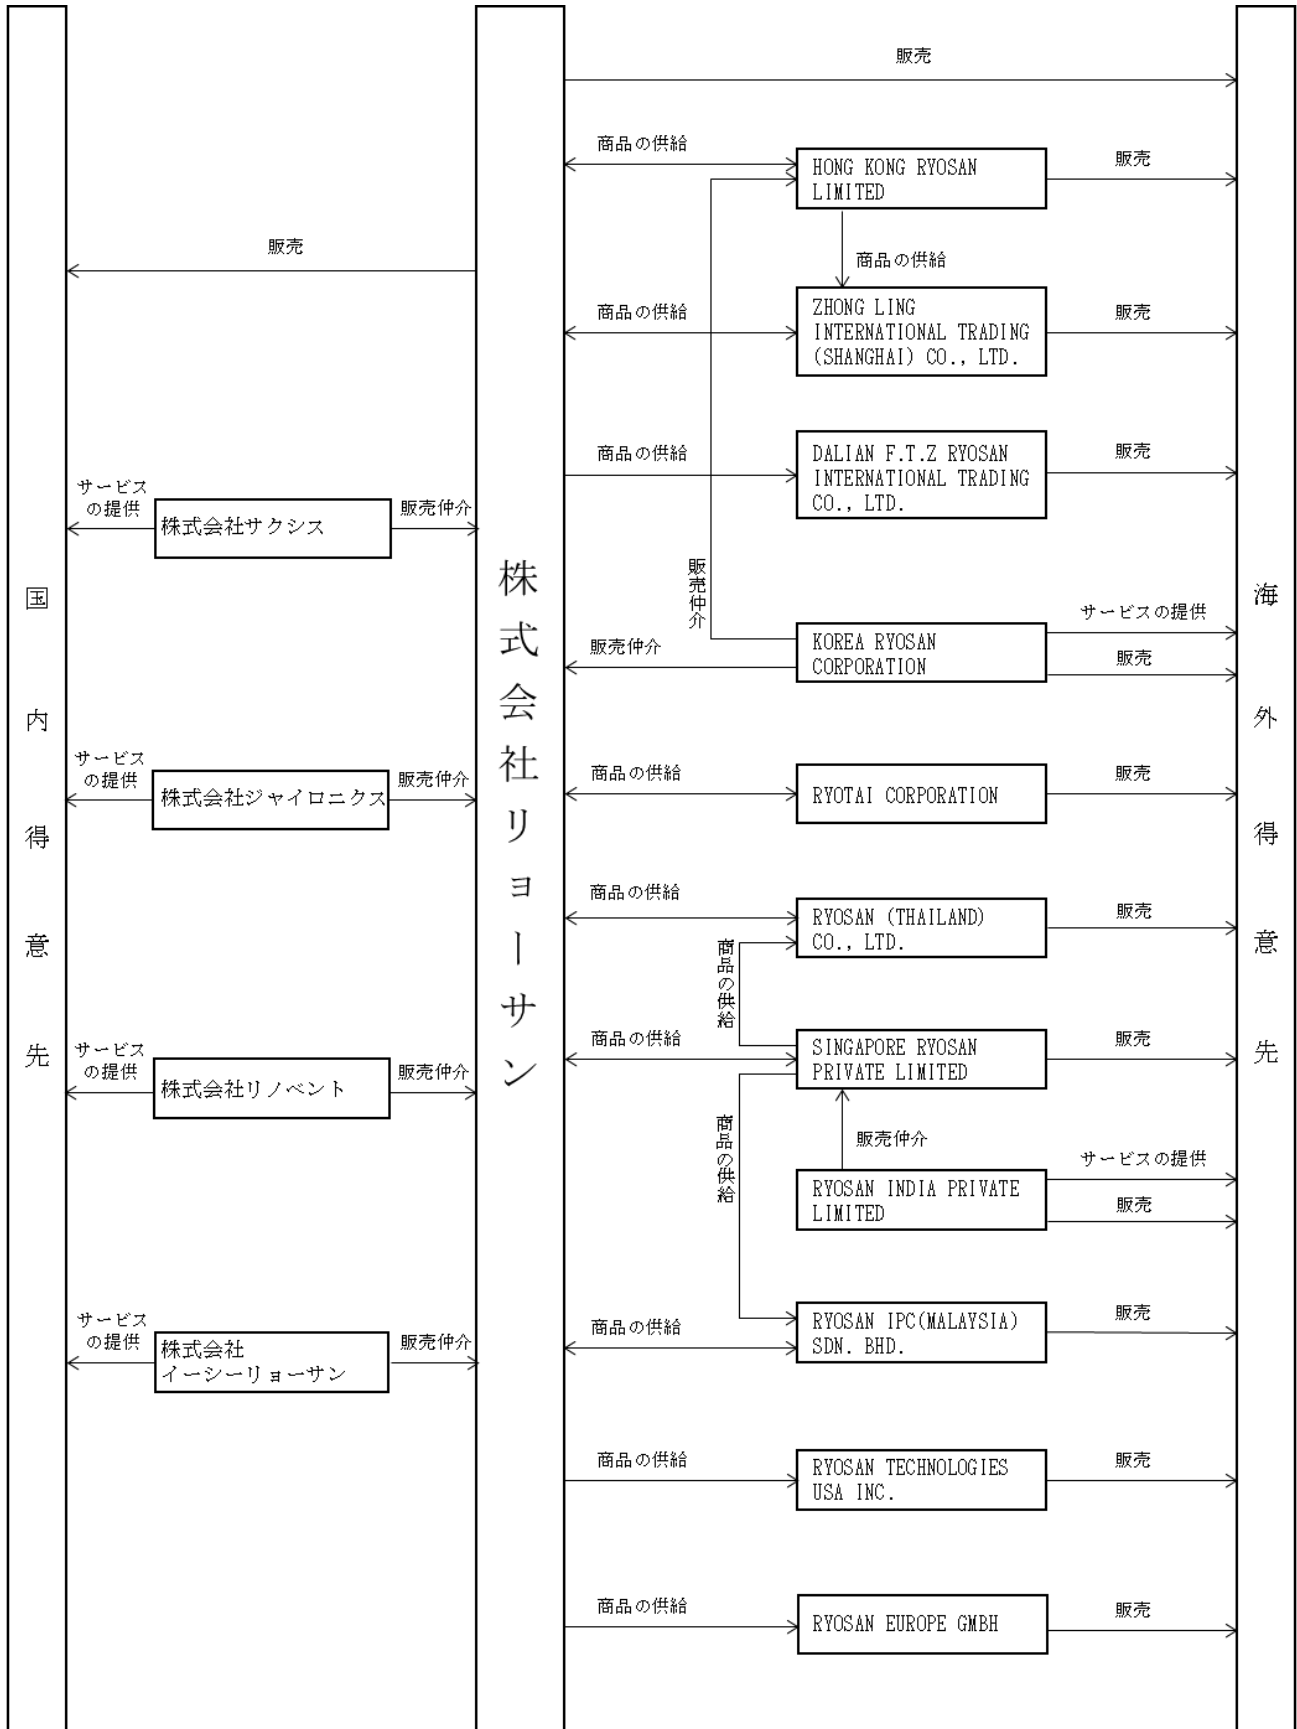 国内得意先
販売
サービス
の提供
株式会社サクシス
販売仲介
サービス
の提供
株式会社ジャイロニクス
販売仲介
サービス
の提供
株式会社リノベント
販売仲介
サービス
の提供
株式会社
イーシーリョーサン
販売仲介
株式会社リョーサン
販売
商品の供給
HONG KONG RYOSAN
LIMITED
販売
商品の供給
商品の供給
ZHONG LING
INTERNATIONAL TRADING
(SHANGHAI) CO., LTD.
販売
商品の供給
DALIAN F.T.Z RYOSAN
INTERNATIONAL TRADING
CO., LTD.
販売
販売仲介
販売仲介
KOREA RYOSAN
CORPORATION
サービスの提供
販売
商品の供給
RYOTAI CORPORATION
販売
商品の供給
RYOSAN (THAILAND)
CO., LTD.
販売
商品の供給
商品の供給
SINGAPORE RYOSAN
PRIVATE LIMITED
販売
商品の供給
販売仲介
RYOSAN INDIA PRIVATE
LIMITED
サービスの提供
販売
商品の供給
RYOSAN IPC(MALAYSIA)
SDN. BHD.
販売
商品の供給
RYOSAN TECHNOLOGIES
USA INC.
販売
商品の供給
RYOSAN EUROPE GMBH
販売
海外得意先